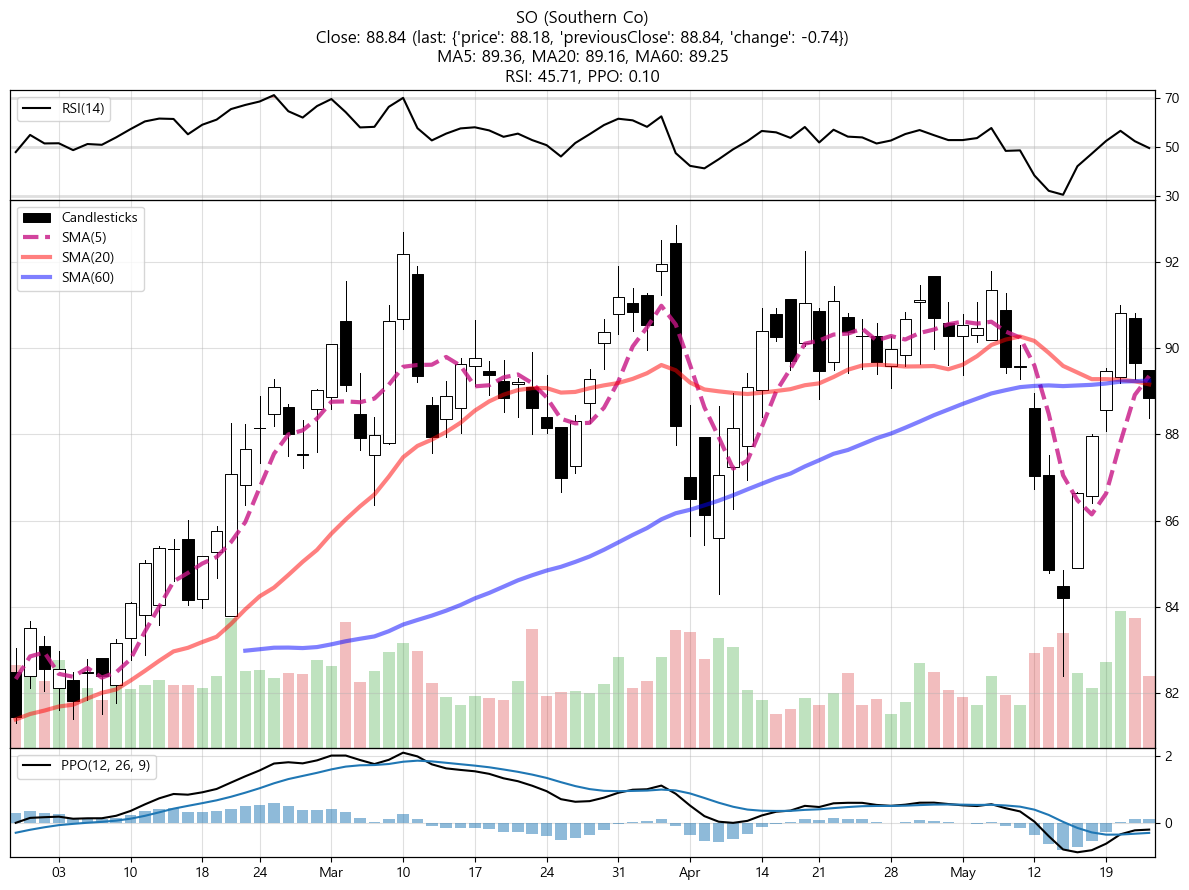 SO (Southern Co)
Close: 88.84 (last: {'price': 88.18, 'previousClose': 88.84, 'change': -0.74})
MA5: 89.36, MA20: 89.16, MA60: 89.25
RSI: 45.71, PPO: 0.10
RSI(14)
70
50
30
Candlesticks
SMA(5)
SMA(20)
SMA(60)
92
90
88
86
84
82
PPO(12, 26, 9)
2
0
03 10 18 24 Mar 10 17 24 31 Apr 14 21 28 May 12 19